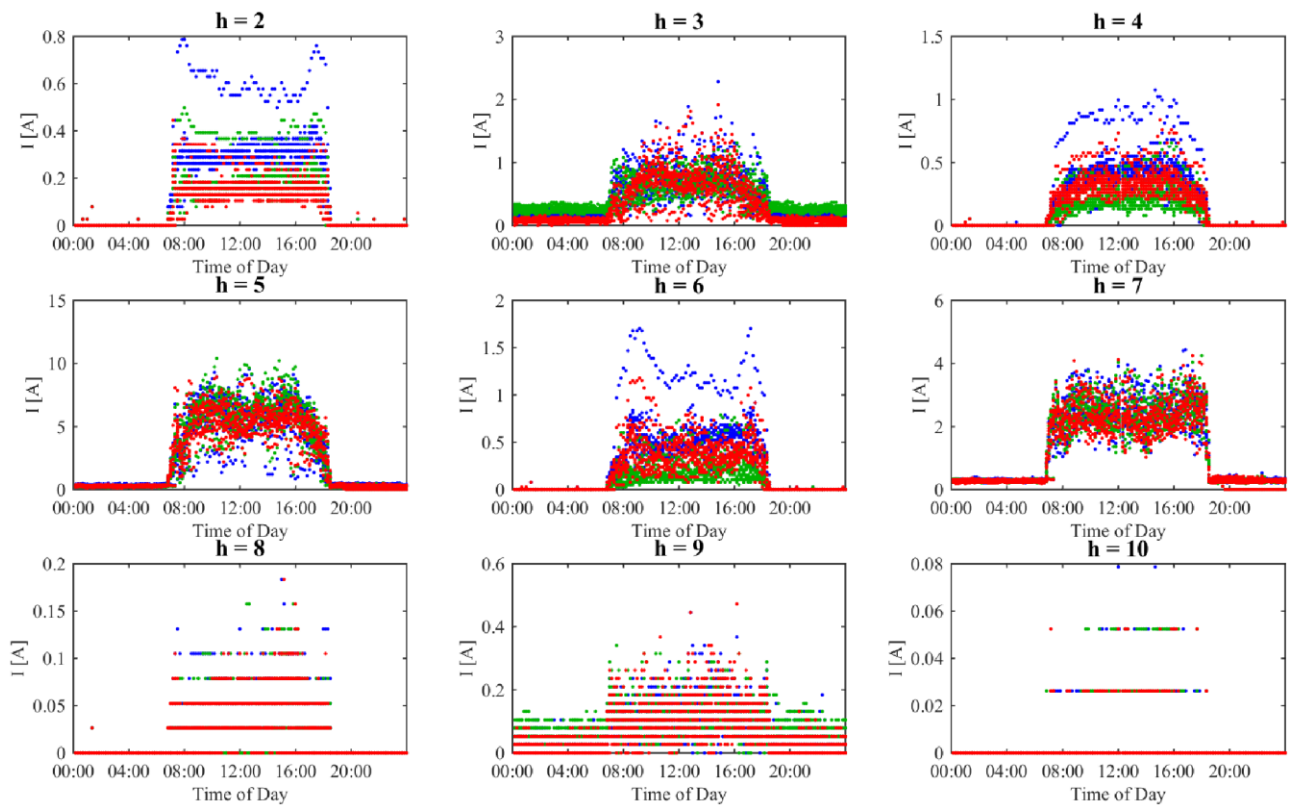 h = 2
0.8
0.6
0.4
0.2
0
I [A]
00:00 04:00 08:00 12:00 16:00 20:00
Time of Day
h = 3
3
2
1
0
I [A]
00:00 04:00 08:00 12:00 16:00 20:00
Time of Day
h = 4
1.5
1
0.5
0
I [A]
00:00 04:00 08:00 12:00 16:00 20:00
Time of Day
h = 5
15
10
5
0
I [A]
00:00 04:00 08:00 12:00 16:00 20:00
Time of Day
h = 6
2
1.5
1
0.5
0
I [A]
00:00 04:00 08:00 12:00 16:00 20:00
Time of Day
h = 7
6
4
2
0
I [A]
00:00 04:00 08:00 12:00 16:00 20:00
Time of Day
h = 8
0.2
0.15
0.1
0.05
0
I [A]
00:00 04:00 08:00 12:00 16:00 20:00
Time of Day
h = 9
0.6
0.4
0.2
0
I [A]
00:00 04:00 08:00 12:00 16:00 20:00
Time of Day
h = 10
0.08
0.06
0.04
0.02
0
I [A]
00:00 04:00 08:00 12:00 16:00 20:00
Time of Day